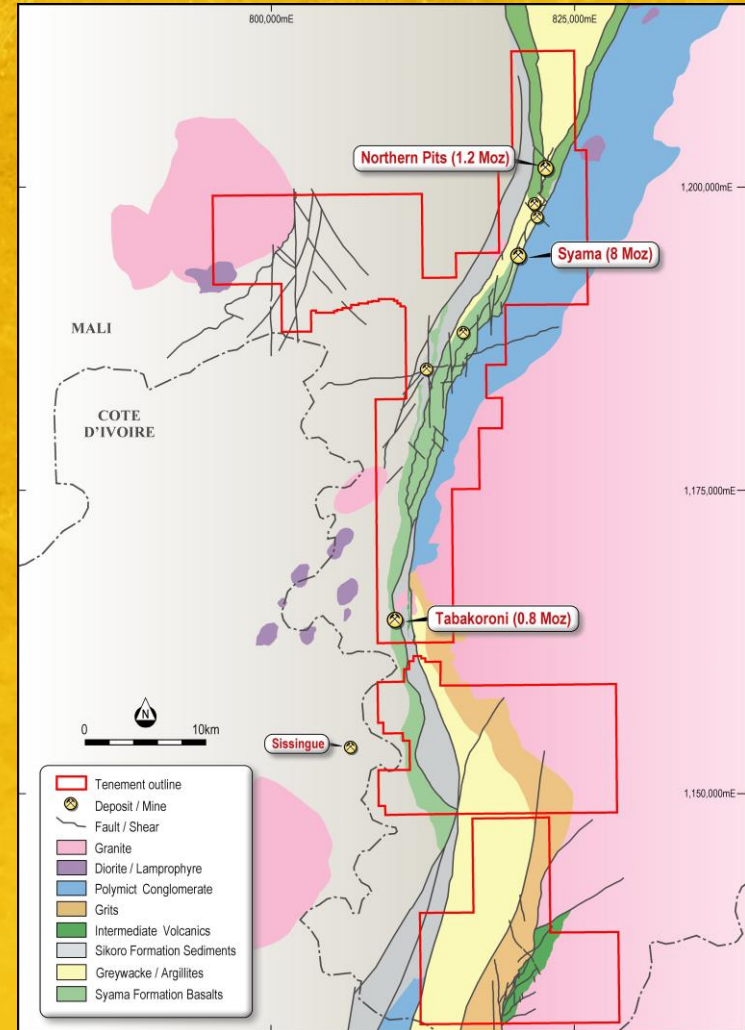 800,000mE
825,000mE
Northern Pits (1.2 Moz)
1,200,000mE
Syama (8 Moz)
MALI
COTE
D'IVOIRE
1,175,000mE
Tabakoroni (0.8 Moz)
N
0 10km
Sissingue
1,150,000mE
Tenement outline
Deposit / Mine
Fault / Shear
Granite
Diorite / Lamprophyre
Polymict Conglomerate
Grits
Intermediate Volcanics
Sikoro Formation Sediments
Greywacke / Argillites
Syama Formation Basalts